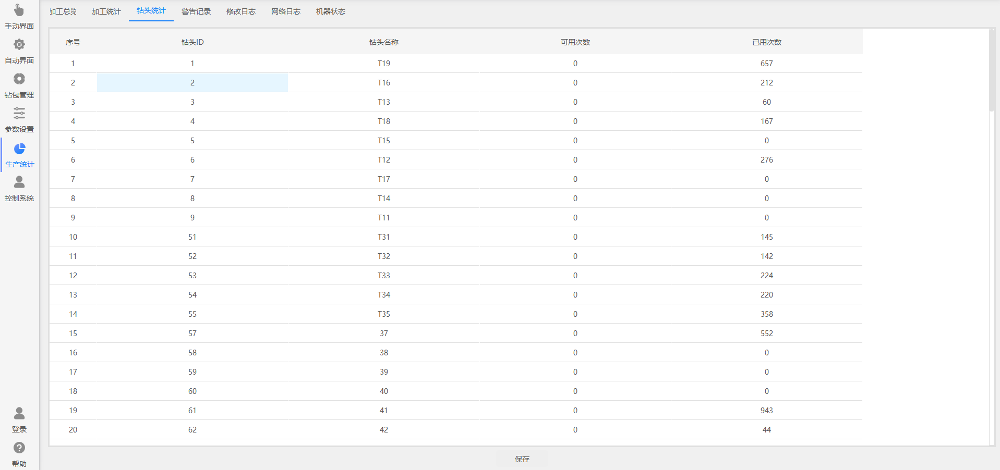 手动界面
自动界面
钻包管理
参数设置
生产统计
控制系统
登录
帮助
加工总览 加工统计 钻头统计 警告记录 修改日志 网络日志 机器状态
序号 钻头ID 钻头名称 可用次数 已用次数
1 1 T19 0 657
2 2 T16 0 212
3 3 T13 0 60
4 4 T18 0 167
5 5 T15 0 0
6 6 T12 0 276
7 7 T17 0 0
8 8 T14 0 0
9 9 T11 0 0
10 51 T31 0 145
11 52 T32 0 142
12 53 T33 0 224
13 54 T34 0 220
14 55 T35 0 358
15 57 37 0 552
16 58 38 0 0
17 59 39 0 0
18 60 40 0 0
19 61 41 0 943
20 62 42 0 44
保存